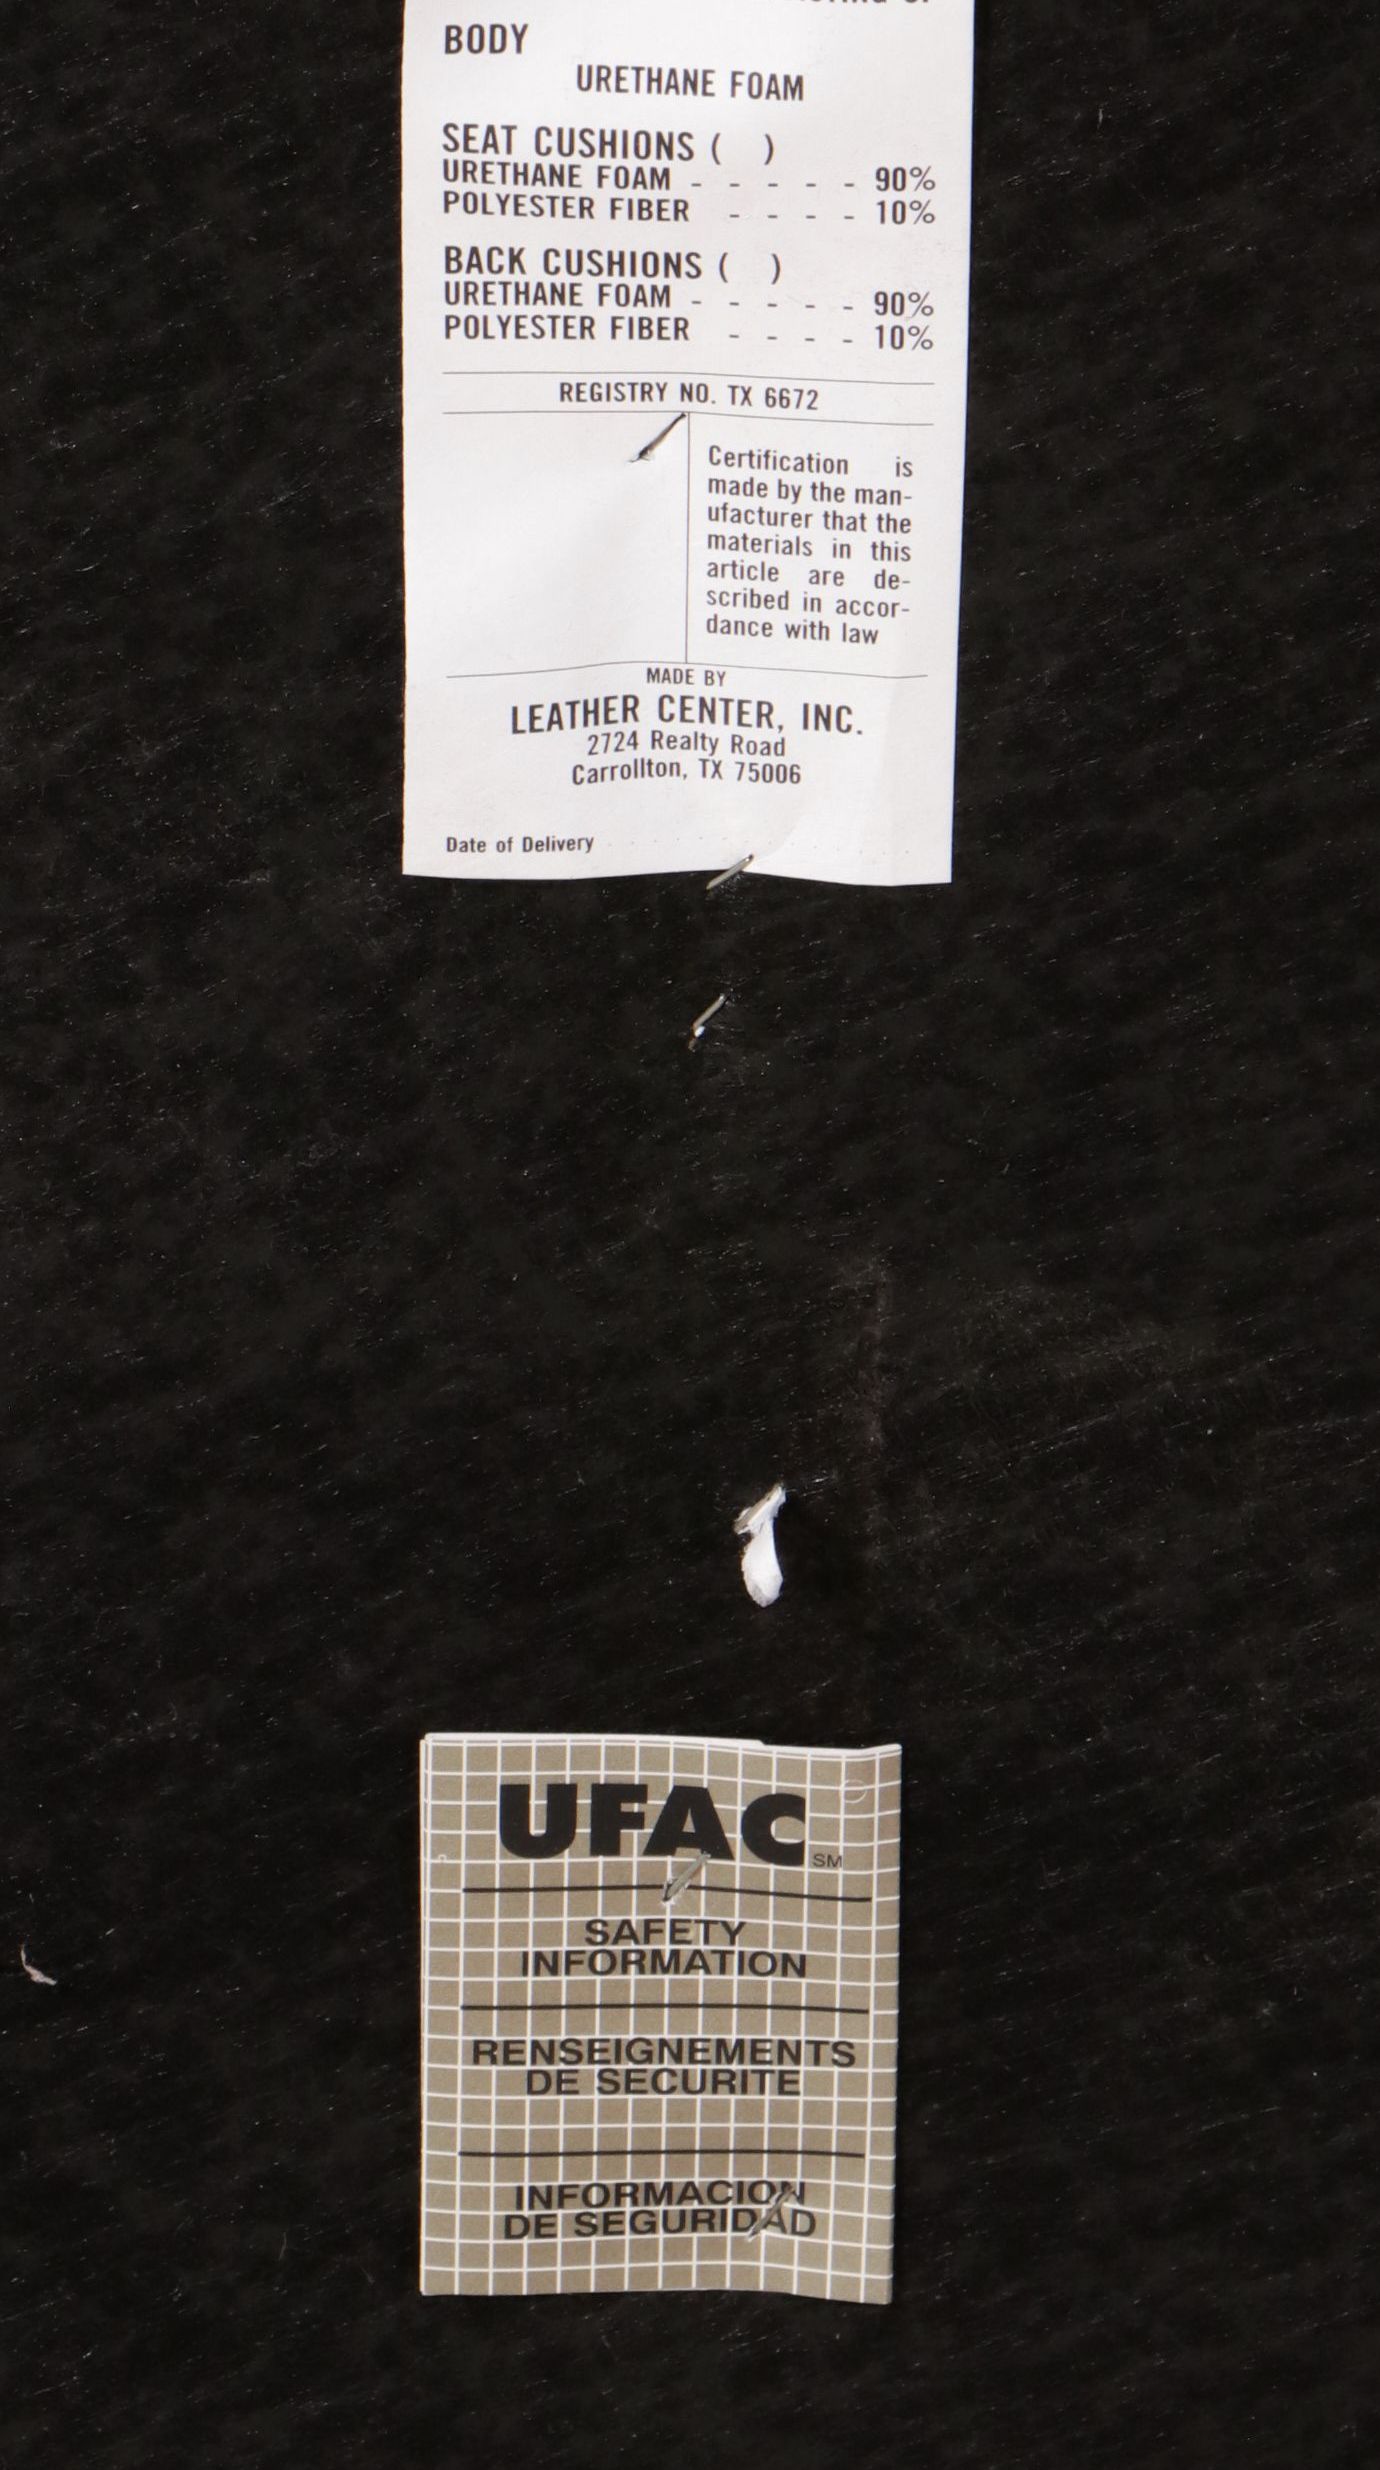 BODY
URETHANE FOAM
SEAT CUSHIONS ( )
URETHANE FOAM - - - - - 90%
POLYESTER FIBER - - - - 10%
BACK CUSHIONS ( )
URETHANE FOAM - - - - - 90%
POLYESTER FIBER - - - - 10%
REGISTRY NO. TX 6672
Certification is
made by the man-
ufacturer that the
materials in this
article are de-
scribed in accor-
dance with law
MADE BY
LEATHER CENTER, INC.
2724 Realty Road
Carrollton, TX 75006
Date of Delivery
UFAC SM
SAFETY
INFORMATION
RENSEIGNEMENTS
DE SECURITE
INFORMACION
DE SEGURIDAD